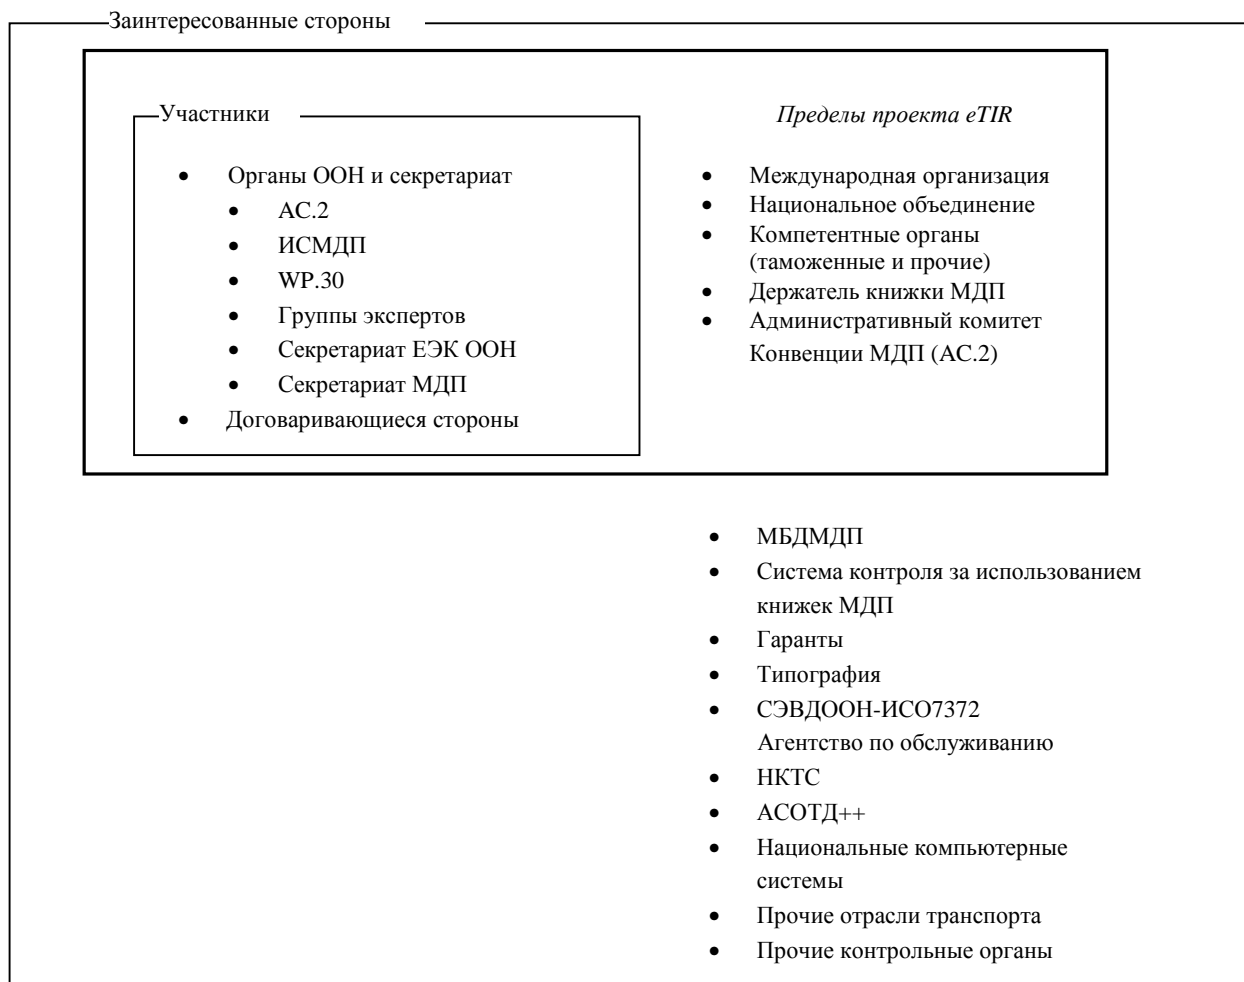 Заинтересованные стороны
Участники
• Органы ООН и секретариат
• AC.2
• ИСМДП
• WP.30
• Группы экспертов
• Секретариат ЕЭК ООН
• Секретариат МДП
• Договаривающиеся стороны
Пределы проекта eTIR
• Международная организация
• Национальное объединение
• Компетентные органы
(таможенные и прочие)
• Держатель книжки МДП
• Административный комитет
Конвенции МДП (AC.2)
• МБДМДП
• Система контроля за использованием
книжек МДП
• Гаранты
• Типография
• СЭВДООН-ИСО7372
Агентство по обслуживанию
• НКТС
• АСОТД++
• Национальные компьютерные
системы
• Прочие отрасли транспорта
• Прочие контрольные органы